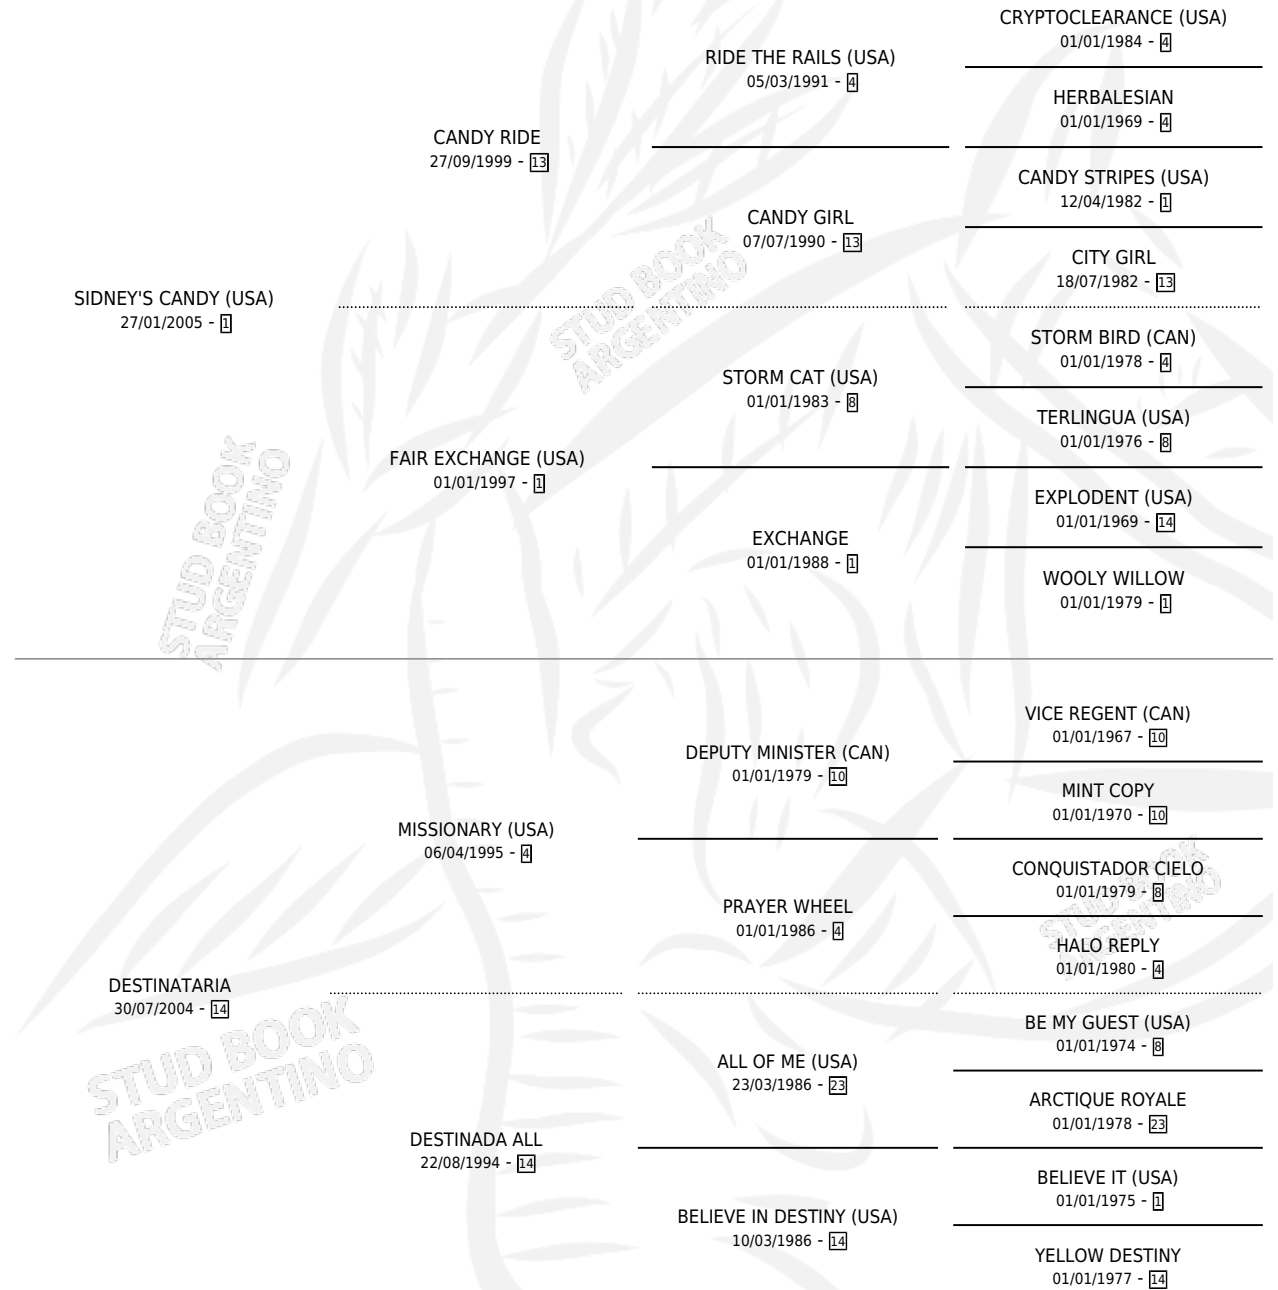 CRYPTOCLEARANCE (USA)
01/01/1984 - 4
RIDE THE RAILS (USA)
05/03/1991 - 4
HERBALESIAN
01/01/1969 - 4
CANDY RIDE
27/09/1999 - 13
CANDY STRIPES (USA)
12/04/1982 - 1
CANDY GIRL
07/07/1990 - 13
CITY GIRL
18/07/1982 - 13
SIDNEY'S CANDY (USA)
27/01/2005 - 1
STORM BIRD (CAN)
01/01/1978 - 4
STORM CAT (USA)
01/01/1983 - 8
TERLINGUA (USA)
01/01/1976 - 8
FAIR EXCHANGE (USA)
01/01/1997 - 1
EXPLODENT (USA)
01/01/1969 - 14
EXCHANGE
01/01/1988 - 1
WOOLY WILLOW
01/01/1979 - 1
STUD BOOK
ARGENTINO
STUD BOOK
ARGENTINO
VICE REGENT (CAN)
01/01/1967 - 10
DEPUTY MINISTER (CAN)
01/01/1979 - 10
MINT COPY
01/01/1970 - 10
MISSIONARY (USA)
06/04/1995 - 4
CONQUISTADOR CIELO
01/01/1979 - 8
PRAYER WHEEL
01/01/1986 - 4
HALO REPLY
01/01/1980 - 4
STUD BOOK
ARGENTINO
DESTINATARIA
30/07/2004 - 14
BE MY GUEST (USA)
01/01/1974 - 8
ALL OF ME (USA)
23/03/1986 - 23
ARCTIQUE ROYALE
01/01/1978 - 23
STUD BOOK
ARGENTINO
DESTINADA ALL
22/08/1994 - 14
BELIEVE IT (USA)
01/01/1975 - 1
BELIEVE IN DESTINY (USA)
10/03/1986 - 14
YELLOW DESTINY
01/01/1977 - 14